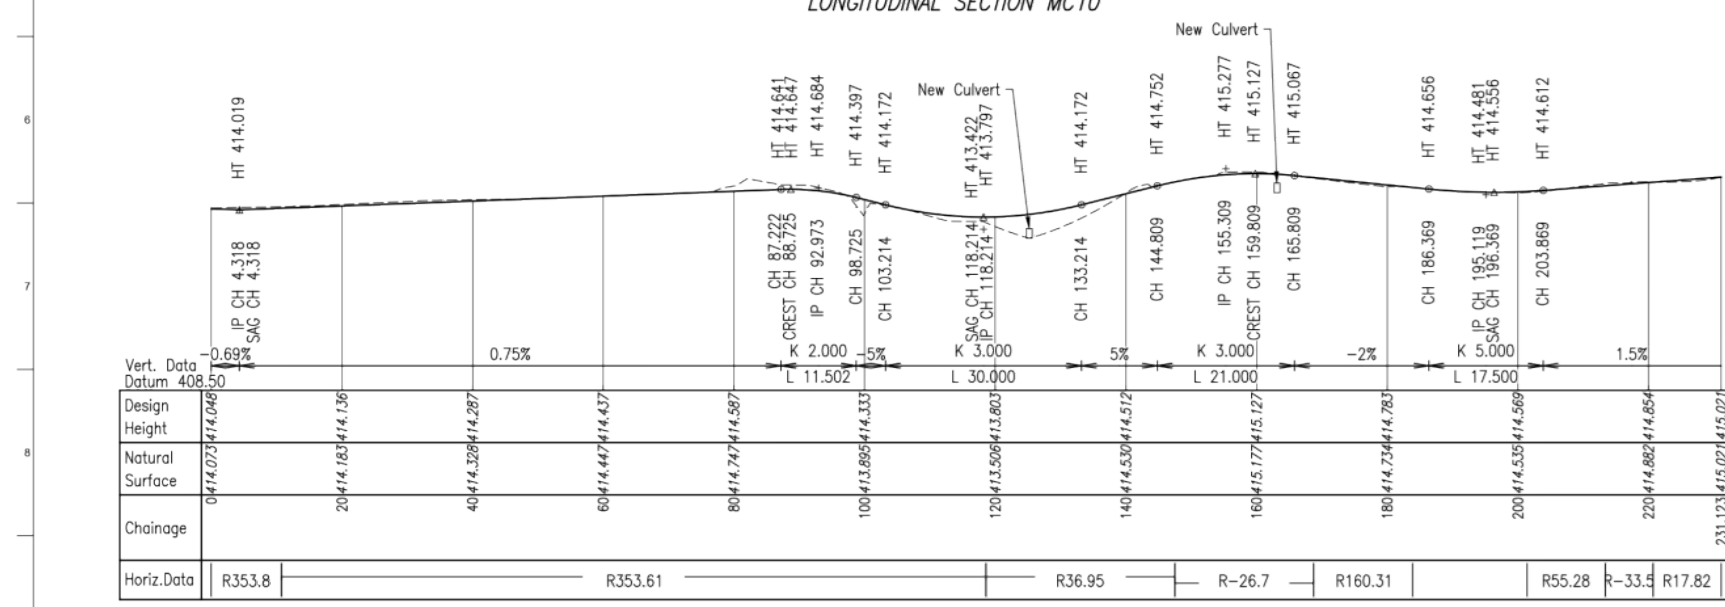 LONGITUDINAL SECTION MC10
New Culvert
New Culvert
6
7
8
HT 414.019
HT 414.641
HT 414.647
HT 414.684
HT 414.397
HT 414.172
HT 413.422
HT 413.797
HT 414.172
HT 414.752
HT 415.277
HT 415.127
HT 415.067
HT 414.656
HT 414.481
HT 414.556
HT 414.612
IP CH 4.318
SAG CH 4.318
CH 87.222
CREST CH 88.725
IP CH 92.973
CH 98.725
CH 103.214
SAG CH 118.214
IP CH 118.214
CH 133.214
CH 144.809
IP CH 155.309
CREST CH 159.809
CH 165.809
CH 186.369
IP CH 195.119
SAG CH 196.369
CH 203.869
Vert. Data -0.69% 0.75% K 2.000 -5% K 3.000 5% K 3.000 -2% K 5.000 1.5%
Datum 408.50 L 11.502 L 30.000 L 21.000 L 17.500
Design Height 414.048 414.136 414.287 414.437 414.587 414.333 413.803 414.512 415.127 414.783 414.569 414.854 415.021
Natural Surface 414.073 414.183 414.328 414.447 414.747 413.895 413.506 414.530 415.177 414.734 414.535 414.882 415.021
Chainage 0 20 40 60 80 100 120 140 160 180 200 220 231.123
Horiz.Data R353.8 R353.61 R36.95 R-26.7 R160.31 R55.28 R-33.5 R17.82